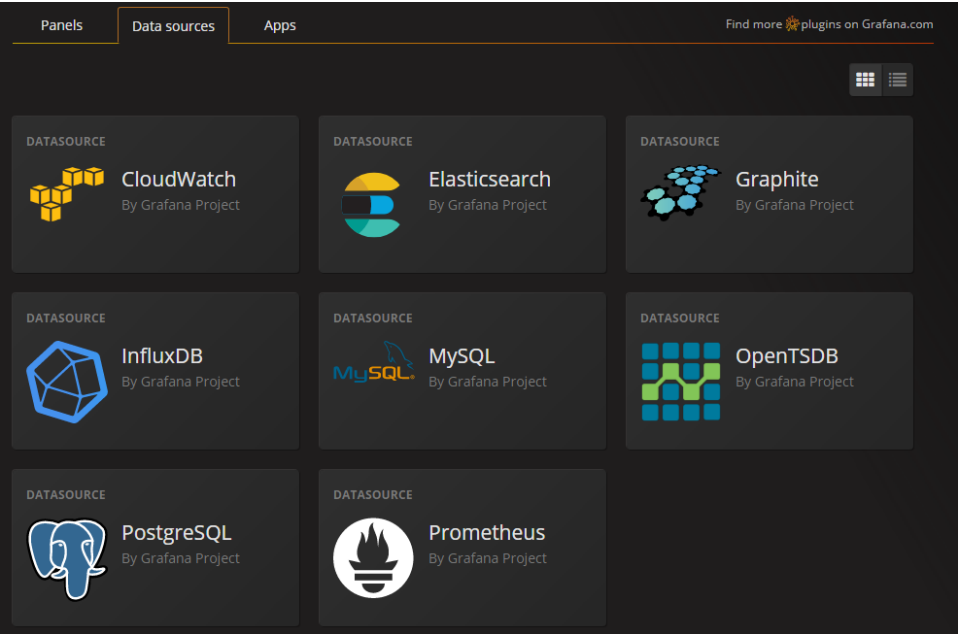 Panels
Data sources
Apps
Find more plugins on Grafana.com
DATASOURCE
CloudWatch
By Grafana Project
DATASOURCE
Elasticsearch
By Grafana Project
DATASOURCE
Graphite
By Grafana Project
DATASOURCE
InfluxDB
By Grafana Project
DATASOURCE
MySQL®
MySQL
By Grafana Project
DATASOURCE
OpenTSDB
By Grafana Project
DATASOURCE
PostgreSQL
By Grafana Project
DATASOURCE
Prometheus
By Grafana Project